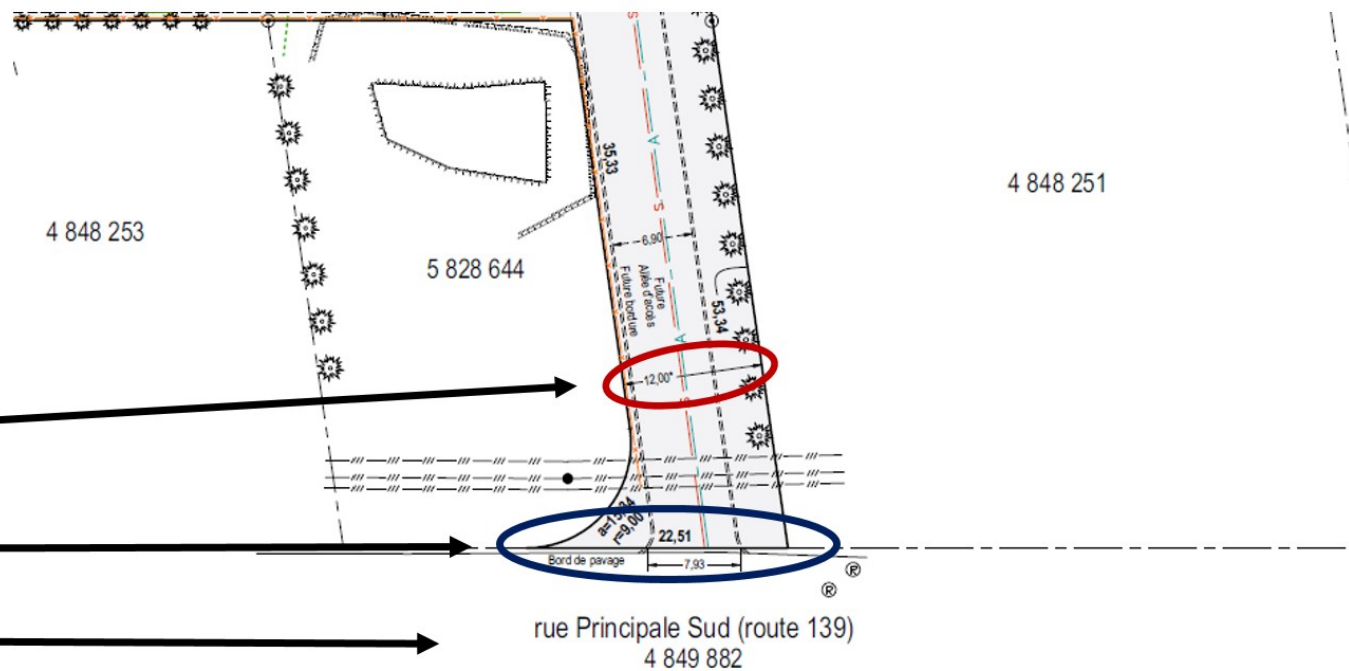 S
35,33
A
4 848 251
S
4 848 253
6,90
5 828 644
Future
Allée d'accès
Future bordure
53,34
A
12,00*
S
a=15,34
r=9,00
22,51
Bord de pavage
7,93
®
®
rue Principale Sud (route 139)
4 849 882